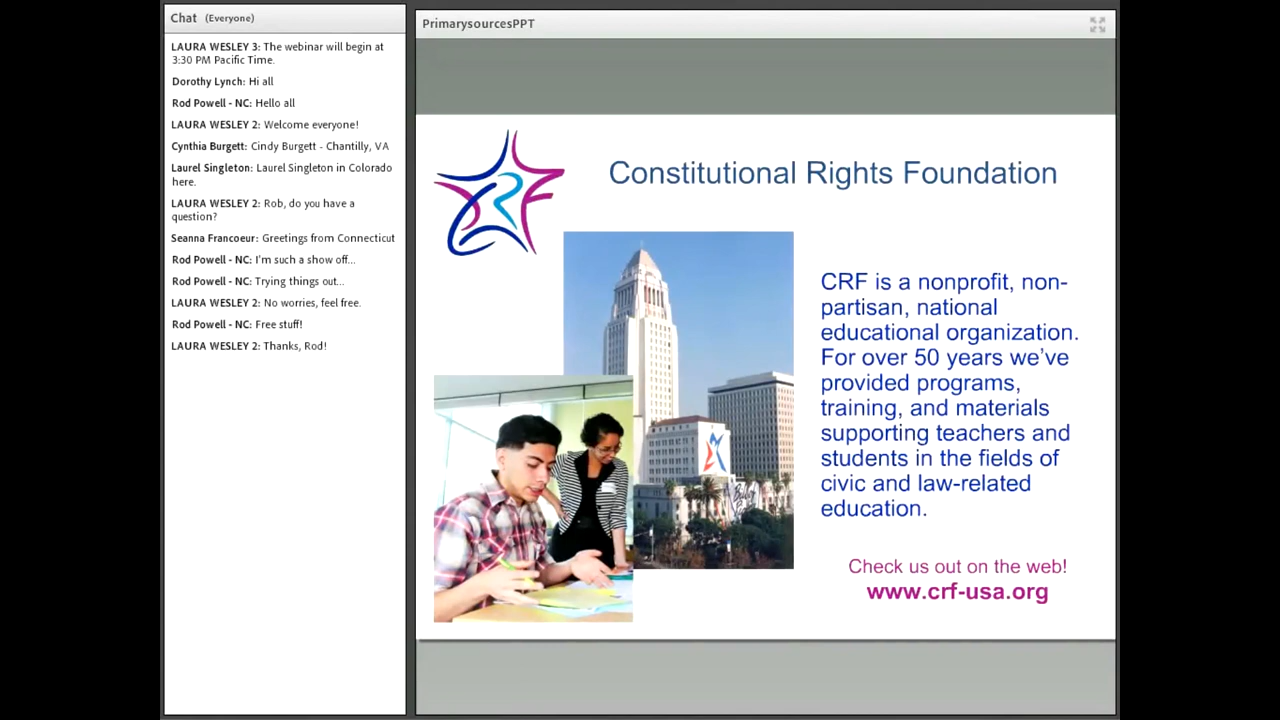 Chat (Everyone)
LAURA WESLEY 3: The webinar will begin at
3:30 PM Pacific Time.
Dorothy Lynch: Hi all
Rod Powell - NC: Hello all
LAURA WESLEY 2: Welcome everyone!
Cynthia Burgett: Cindy Burgett - Chantilly, VA
Laurel Singleton: Laurel Singleton in Colorado
here.
LAURA WESLEY 2: Rob, do you have a
question?
Seanna Francoeur: Greetings from Connecticut
Rod Powell - NC: I'm such a show off...
Rod Powell - NC: Trying things out...
LAURA WESLEY 2: No worries, feel free.
Rod Powell - NC: Free stuff!
LAURA WESLEY 2: Thanks, Rod!
PrimarysourcesPPT
CRF
Constitutional Rights Foundation
CRF is a nonprofit, non-
partisan, national
educational organization.
For over 50 years we’ve
provided programs,
training, and materials
supporting teachers and
students in the fields of
civic and law-related
education.
Check us out on the web!
www.crf-usa.org